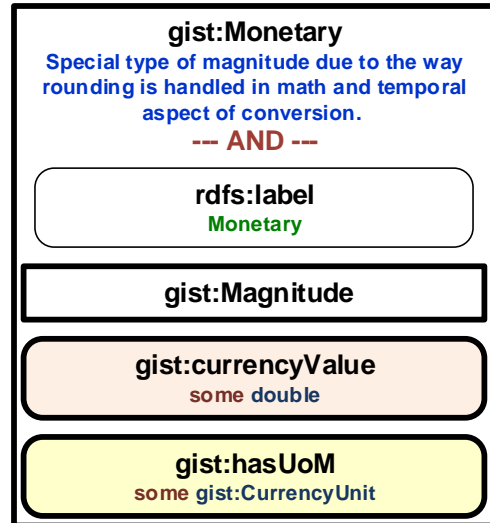 gist:Monetary
Special type of magnitude due to the way
rounding is handled in math and temporal
aspect of conversion.
--- AND ---
rdfs:label
Monetary
gist:Magnitude
gist:currencyValue
some double
gist:hasUoM
some gist:CurrencyUnit